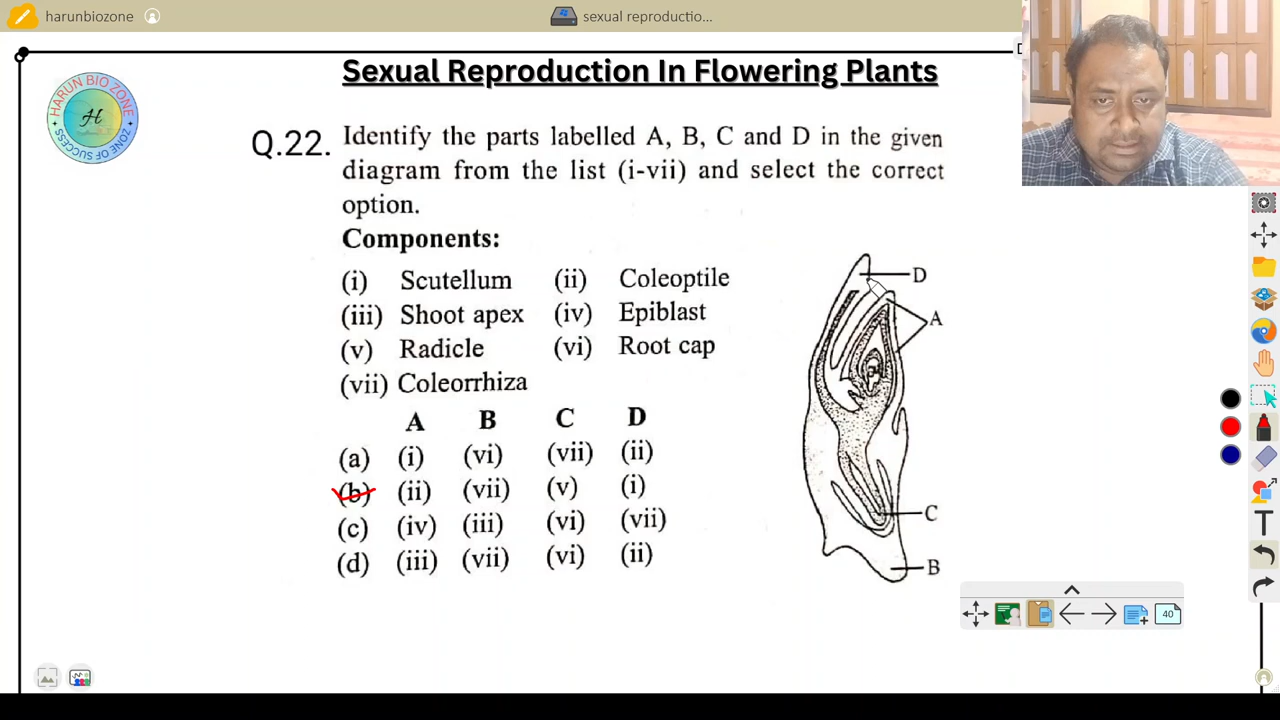 harunbiozone
sexual reproductio...
Sexual Reproduction In Flowering Plants
HARUN BIO ZONE
H
ZONE OF SUCCESS
Q.22. Identify the parts labelled A, B, C and D in the given
diagram from the list (i-vii) and select the correct
option.
Components:
(i) Scutellum (ii) Coleoptile
(iii) Shoot apex (iv) Epiblast
(v) Radicle (vi) Root cap
(vii) Coleorrhiza
A B C D
(a) (i) (vi) (vii) (ii)
(b) (ii) (vii) (v) (i)
(c) (iv) (iii) (vi) (vii)
(d) (iii) (vii) (vi) (ii)
D
A
C
B
T
40